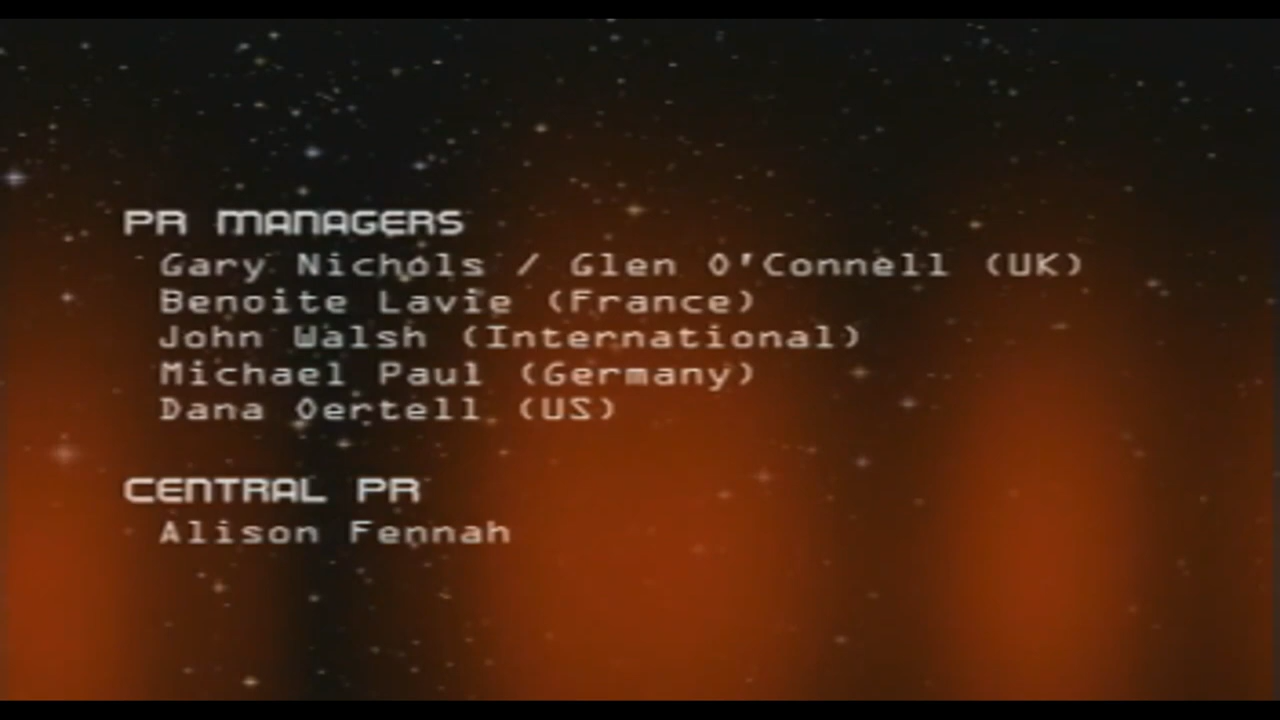 PR MANAGERS
Gary Nichols / Glen O'Connell (UK)
Benoite Lavie (France)
John Walsh (International)
Michael Paul (Germany)
Dana Oertell (US)
CENTRAL PR
Alison Fennah